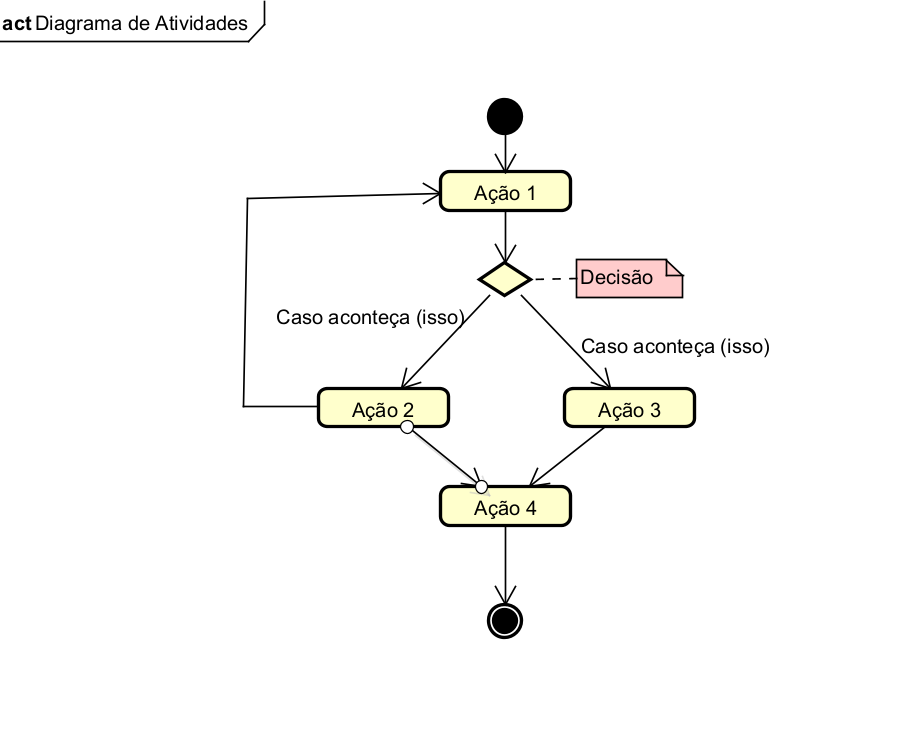 act Diagrama de Atividades
Ação 1
Decisão
Caso aconteça (isso)
Caso aconteça (isso)
Ação 2
Ação 3
Ação 4